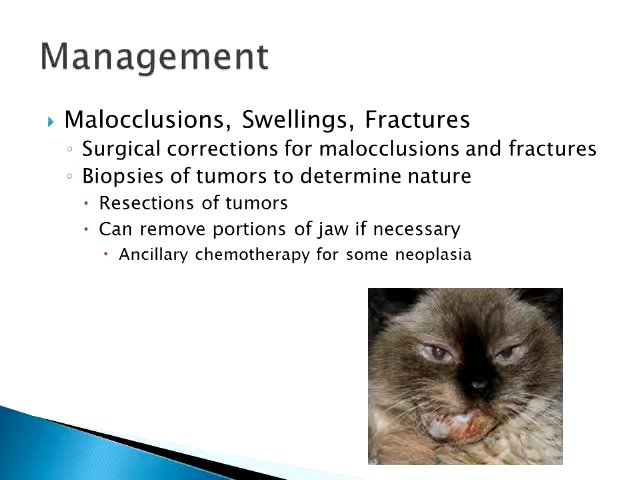 Management
Malocclusions, Swellings, Fractures
Surgical corrections for malocclusions and fractures
Biopsies of tumors to determine nature
Resections of tumors
Can remove portions of jaw if necessary
Ancillary chemotherapy for some neoplasia